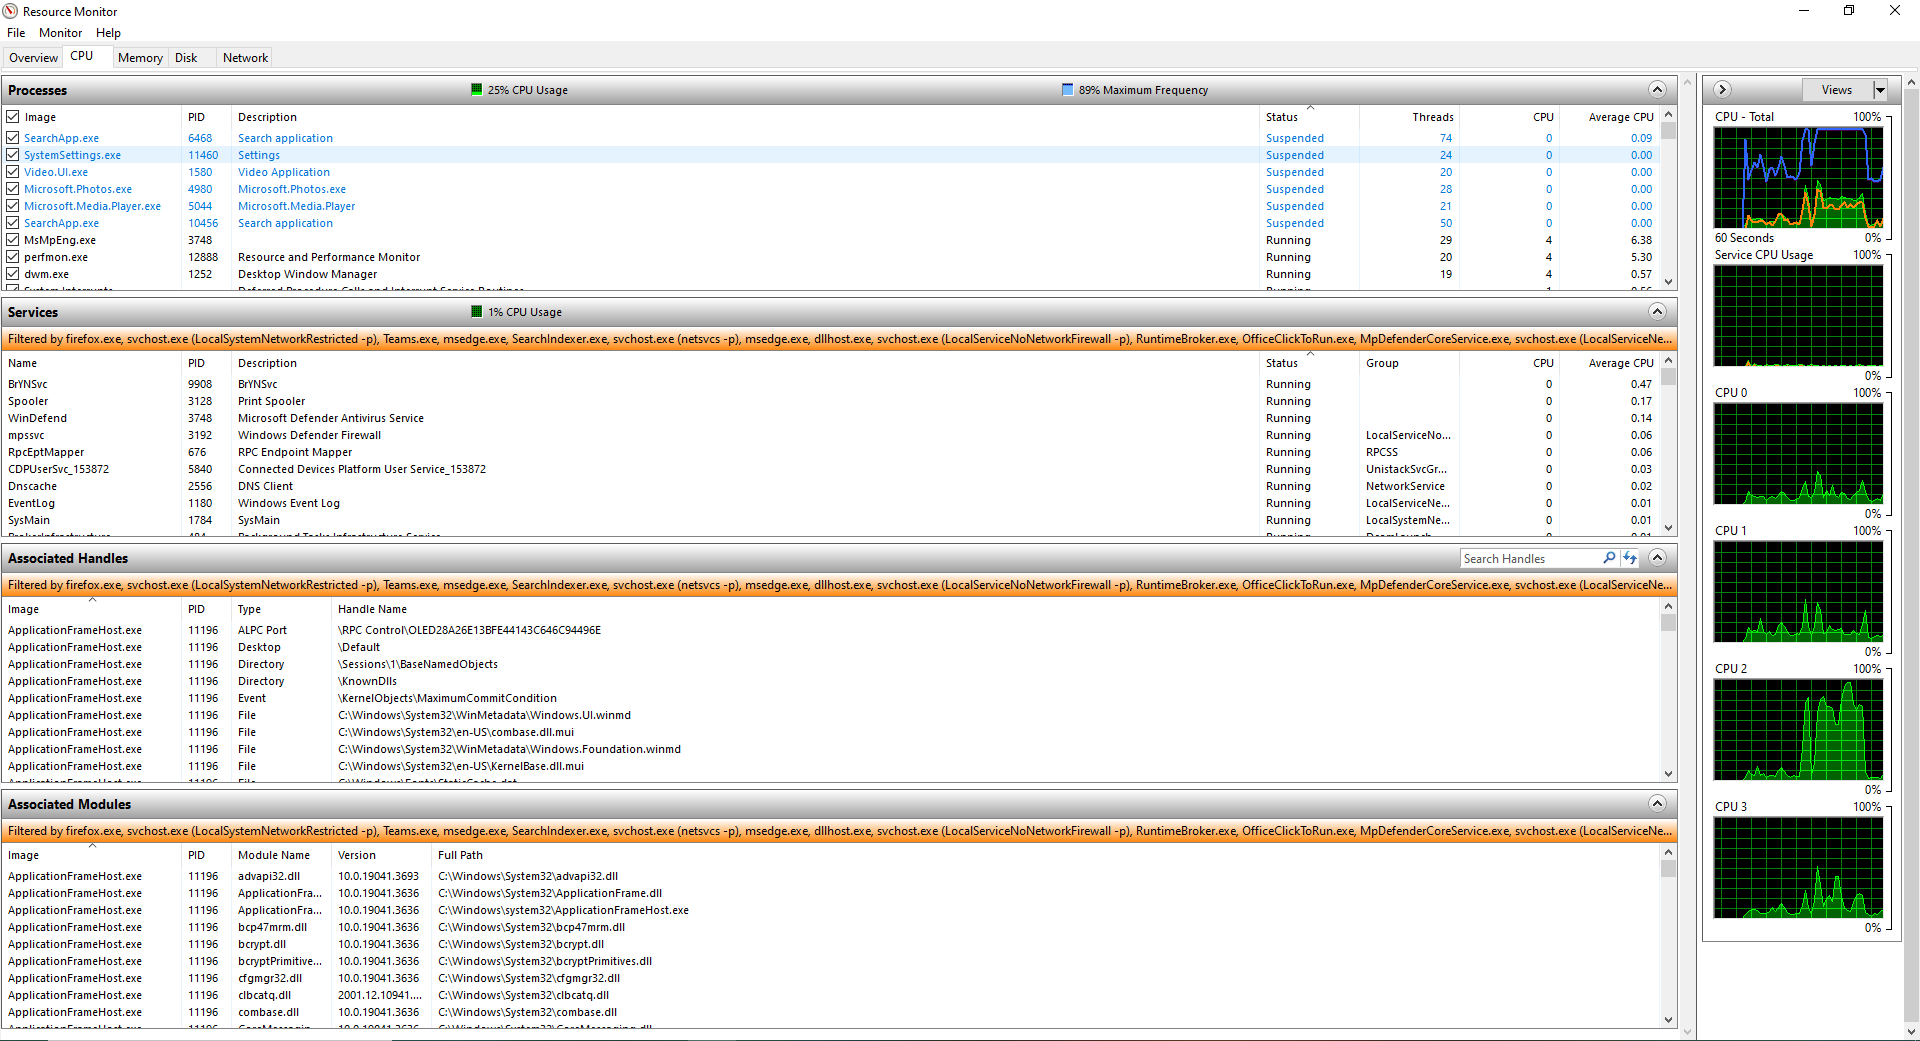 Resource Monitor
File Monitor Help
Overview CPU Memory Disk Network
Processes 25% CPU Usage 89% Maximum Frequency
Image PID Description Status Threads CPU Average CPU
SearchApp.exe 6468 Search application Suspended 74 0 0.09
SystemSettings.exe 11460 Settings Suspended 24 0 0.00
Video.UI.exe 1580 Video Application Suspended 20 0 0.00
Microsoft.Photos.exe 4980 Microsoft.Photos.exe Suspended 28 0 0.00
Microsoft.Media.Player.exe 5044 Microsoft.Media.Player Suspended 21 0 0.00
SearchApp.exe 10456 Search application Suspended 50 0 0.00
MsMpEng.exe 3748 Running 29 4 6.38
perfmon.exe 12888 Resource and Performance Monitor Running 20 4 5.30
dwm.exe 1252 Desktop Window Manager Running 19 4 0.57
Services 1% CPU Usage
Filtered by firefox.exe, svchost.exe (LocalSystemNetworkRestricted -p), Teams.exe, msedge.exe, SearchIndexer.exe, svchost.exe (netsvcs -p), msedge.exe, dllhost.exe, svchost.exe (LocalServiceNoNetworkFirewall -p), RuntimeBroker.exe, OfficeClickToRun.exe, MpDefenderCoreService.exe, svchost.exe (LocalServiceNe...
Name PID Description Status Group CPU Average CPU
BrYNSvc 9908 BrYNSvc Running 0 0.47
Spooler 3128 Print Spooler Running 0 0.17
WinDefend 3748 Microsoft Defender Antivirus Service Running 0 0.14
mpssvc 3192 Windows Defender Firewall Running LocalServiceNo... 0 0.06
RpcEptMapper 676 RPC Endpoint Mapper Running RPCSS 0 0.06
CDPUserSvc_153872 5840 Connected Devices Platform User Service_153872 Running UnistackSvcGr... 0 0.03
Dnscache 2556 DNS Client Running NetworkService 0 0.02
EventLog 1180 Windows Event Log Running LocalServiceNe... 0 0.01
SysMain 1784 SysMain Running LocalSystemNe... 0 0.01
Associated Handles Search Handles
Filtered by firefox.exe, svchost.exe (LocalSystemNetworkRestricted -p), Teams.exe, msedge.exe, SearchIndexer.exe, svchost.exe (netsvcs -p), msedge.exe, dllhost.exe, svchost.exe (LocalServiceNoNetworkFirewall -p), RuntimeBroker.exe, OfficeClickToRun.exe, MpDefenderCoreService.exe, svchost.exe (LocalServiceNe...
Image PID Type Handle Name
ApplicationFrameHost.exe 11196 ALPC Port \RPC Control\OLED28A26E13BFE44143C646C94496E
ApplicationFrameHost.exe 11196 Desktop \Default
ApplicationFrameHost.exe 11196 Directory \Sessions\1\BaseNamedObjects
ApplicationFrameHost.exe 11196 Directory \KnownDlls
ApplicationFrameHost.exe 11196 Event \KernelObjects\MaximumCommitCondition
ApplicationFrameHost.exe 11196 File C:\Windows\System32\WinMetadata\Windows.UI.winmd
ApplicationFrameHost.exe 11196 File C:\Windows\System32\en-US\combase.dll.mui
ApplicationFrameHost.exe 11196 File C:\Windows\System32\WinMetadata\Windows.Foundation.winmd
ApplicationFrameHost.exe 11196 File C:\Windows\System32\en-US\KernelBase.dll.mui
Associated Modules
Filtered by firefox.exe, svchost.exe (LocalSystemNetworkRestricted -p), Teams.exe, msedge.exe, SearchIndexer.exe, svchost.exe (netsvcs -p), msedge.exe, dllhost.exe, svchost.exe (LocalServiceNoNetworkFirewall -p), RuntimeBroker.exe, OfficeClickToRun.exe, MpDefenderCoreService.exe, svchost.exe (LocalServiceNe...
Image PID Module Name Version Full Path
ApplicationFrameHost.exe 11196 advapi32.dll 10.0.19041.3693 C:\Windows\System32\advapi32.dll
ApplicationFrameHost.exe 11196 ApplicationFra... 10.0.19041.3636 C:\Windows\System32\ApplicationFrame.dll
ApplicationFrameHost.exe 11196 ApplicationFra... 10.0.19041.3636 C:\Windows\system32\ApplicationFrameHost.exe
ApplicationFrameHost.exe 11196 bcp47mrm.dll 10.0.19041.3636 C:\Windows\System32\bcp47mrm.dll
ApplicationFrameHost.exe 11196 bcrypt.dll 10.0.19041.3636 C:\Windows\System32\bcrypt.dll
ApplicationFrameHost.exe 11196 bcryptPrimitive... 10.0.19041.3636 C:\Windows\System32\bcryptPrimitives.dll
ApplicationFrameHost.exe 11196 cfgmgr32.dll 10.0.19041.3636 C:\Windows\System32\cfgmgr32.dll
ApplicationFrameHost.exe 11196 clbcatq.dll 2001.12.10941.... C:\Windows\System32\clbcatq.dll
ApplicationFrameHost.exe 11196 combase.dll 10.0.19041.3636 C:\Windows\System32\combase.dll
Views
CPU - Total 100%
60 Seconds 0%
Service CPU Usage 100%
0%
CPU 0 100%
0%
CPU 1 100%
0%
CPU 2 100%
0%
CPU 3 100%
0%